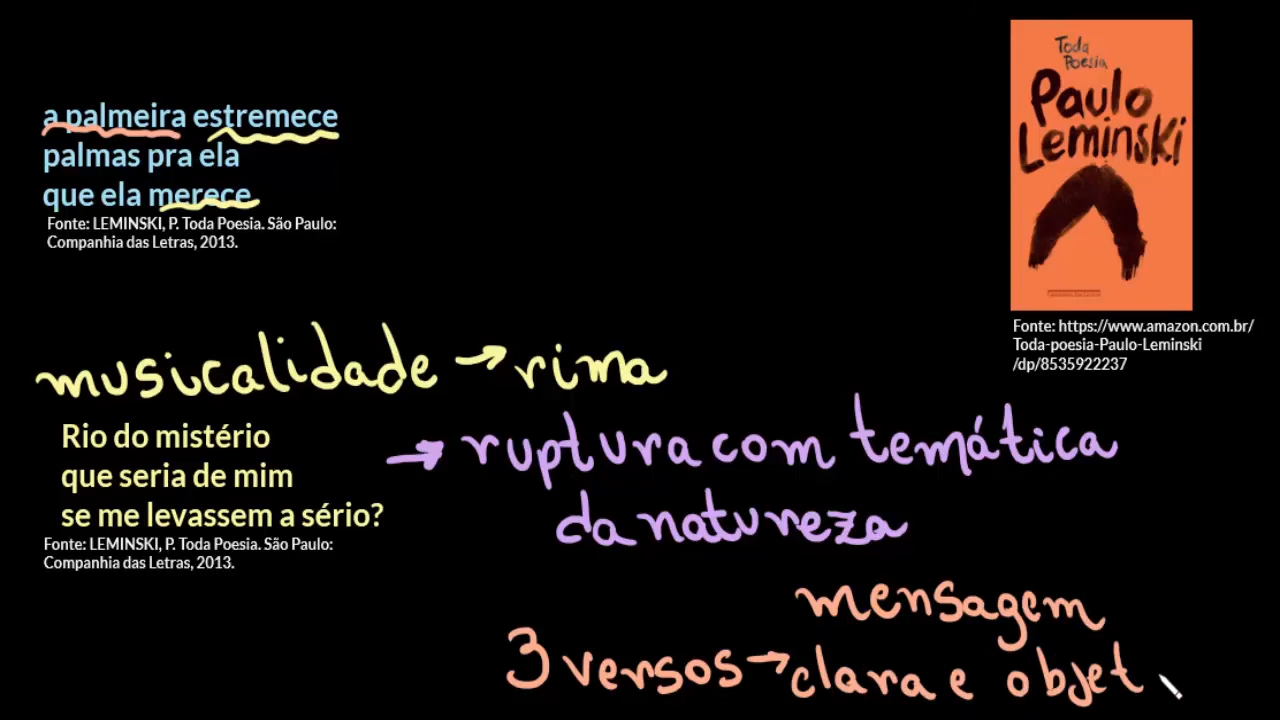 a palmeira estremece
palmas pra ela
que ela merece
Fonte: LEMINSKI, P. Toda Poesia. São Paulo:
Companhia das Letras, 2013.
Toda
Poesia
Paulo
Leminski
Fonte: https://www.amazon.com.br/
Toda-poesia-Paulo-Leminski
/dp/8535922237
musicalidade → rima
Rio do mistério
que seria de mim
se me levassem a sério?
Fonte: LEMINSKI, P. Toda Poesia. São Paulo:
Companhia das Letras, 2013.
→ ruptura com temática
da natureza
mensagem
3 versos → clara e objet